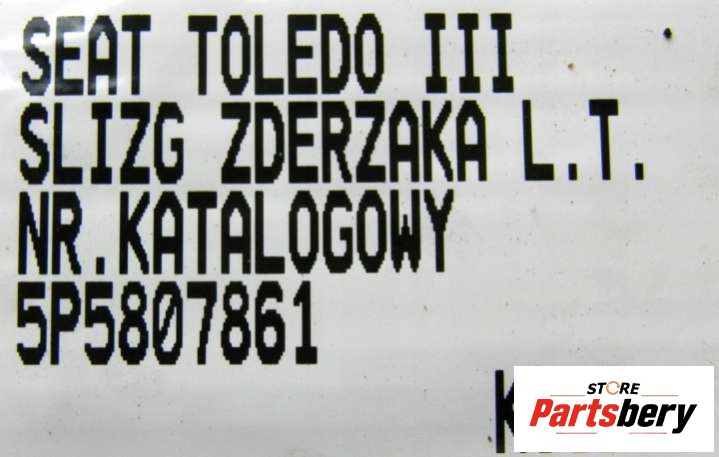 SEAT TOLEDO III
SLIZG ZDERZAKA L.T.
NR.KATALOGOWY
5P5807861
STORE
Partsbery